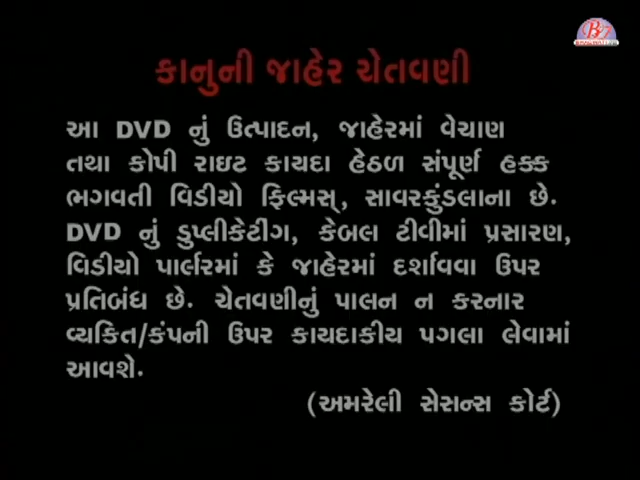 કાનુની જાહેર ચેતવણી
આ DVD નું ઉત્પાદન, જાહેરમાં વેચાણ
તથા કોપી રાઇટ કાયદા હેઠળ સંપૂર્ણ હક્ક
ભગવતી વિડીયો ફિલ્મસ્, સાવરકુંડલાના છે.
DVD નું ડુપ્લીકેટીંગ, કેબલ ટીવીમાં પ્રસારણ,
વિડીયો પાર્લરમાં કે જાહેરમાં દર્શાવવા ઉપર
પ્રતિબંધ છે. ચેતવણીનું પાલન ન કરનાર
વ્યકિત/કંપની ઉપર કાયદાકીય પગલા લેવામાં
આવશે.
(અમરેલી સેસન્સ કોર્ટ)